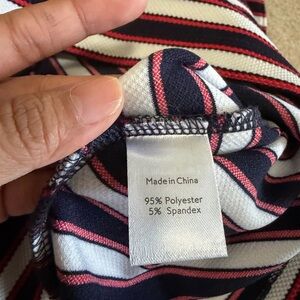 Made in China
95% Polyester
5% Spandex